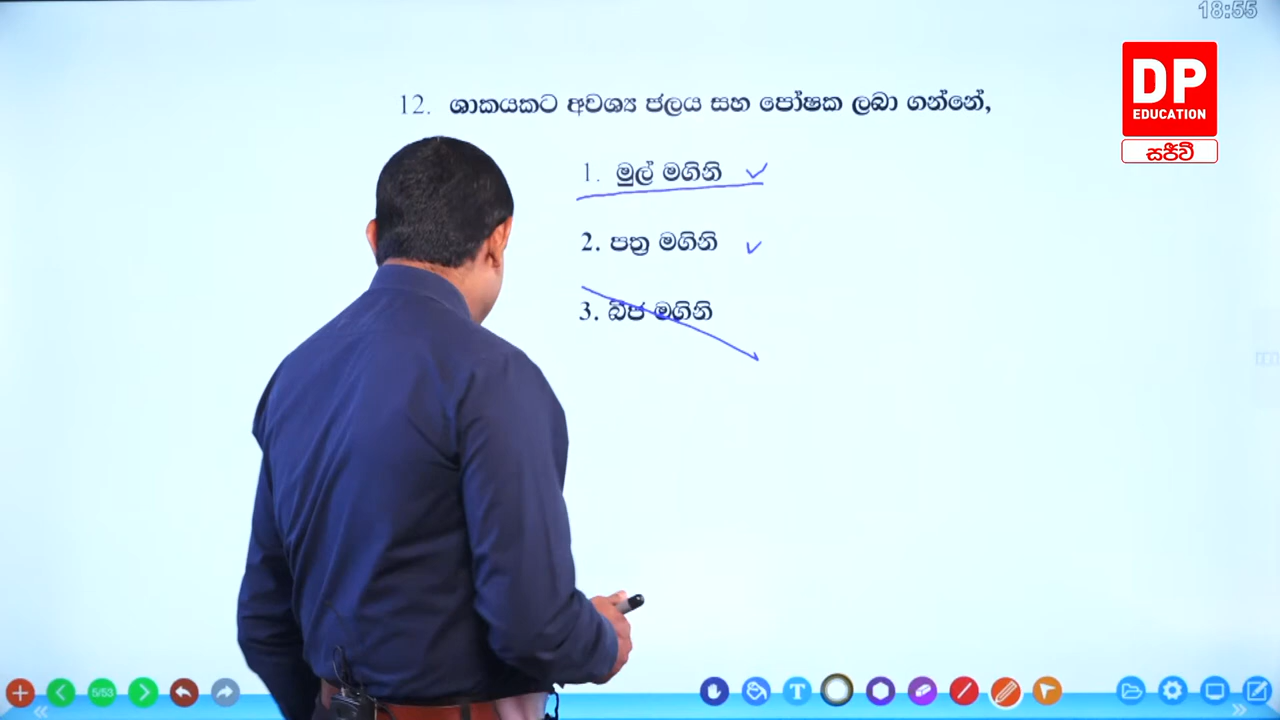 18:55
DP
EDUCATION
සජීවී
12. ශාකයකට අවශ්‍ය ජලය සහ පෝෂක ලබා ගන්නේ,
1. මුල් මගිනි
2. පත්‍ර මගිනි
3. බීජ මගිනි
5/53
T